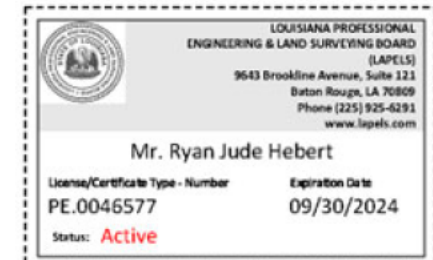 LOUISIANA PROFESSIONAL
ENGINEERING & LAND SURVEYING BOARD
(LAPELS)
9643 Brookline Avenue, Suite 121
Baton Rouge, LA 70809
Phone (225) 925-6291
www.lapels.com
Mr. Ryan Jude Hebert
License/Certificate Type - Number Expiration Date
PE.0046577 09/30/2024
Status: Active